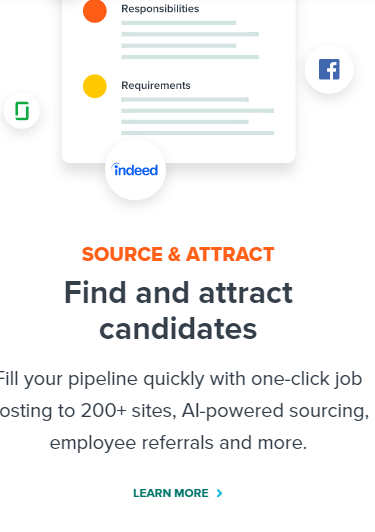 Responsibilities
Requirements
indeed
SOURCE & ATTRACT
Find and attract
candidates
Fill your pipeline quickly with one-click job
osting to 200+ sites, AI-powered sourcing,
employee referrals and more.
LEARN MORE